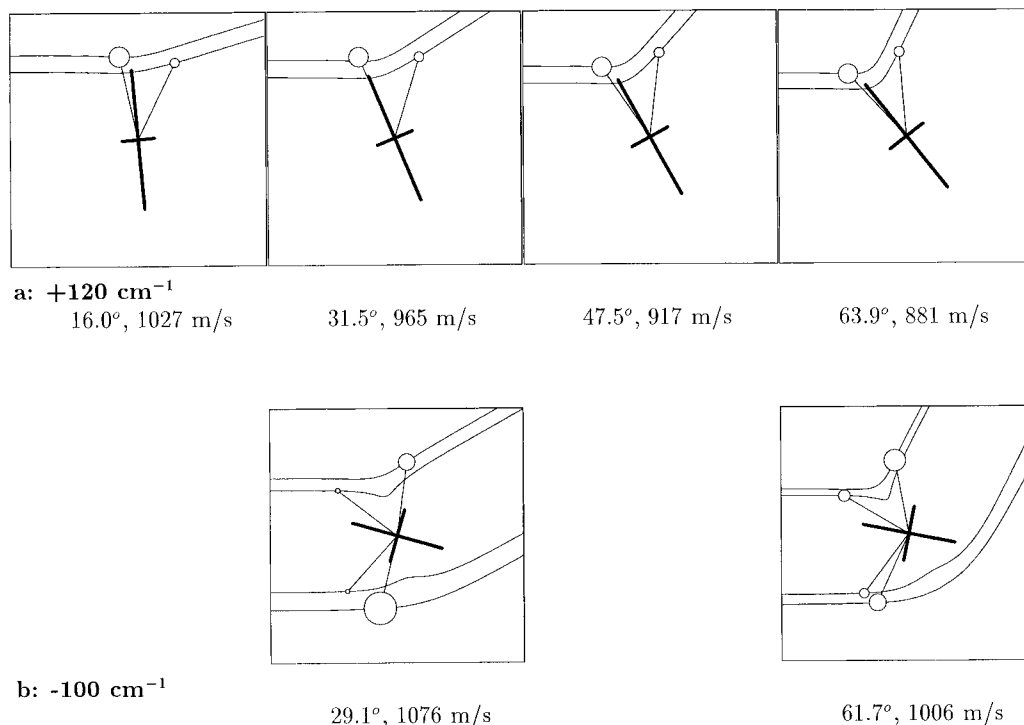 a: +120 cm⁻¹
16.0°, 1027 m/s 31.5°, 965 m/s 47.5°, 917 m/s 63.9°, 881 m/s
b: -100 cm⁻¹
29.1°, 1076 m/s 61.7°, 1006 m/s